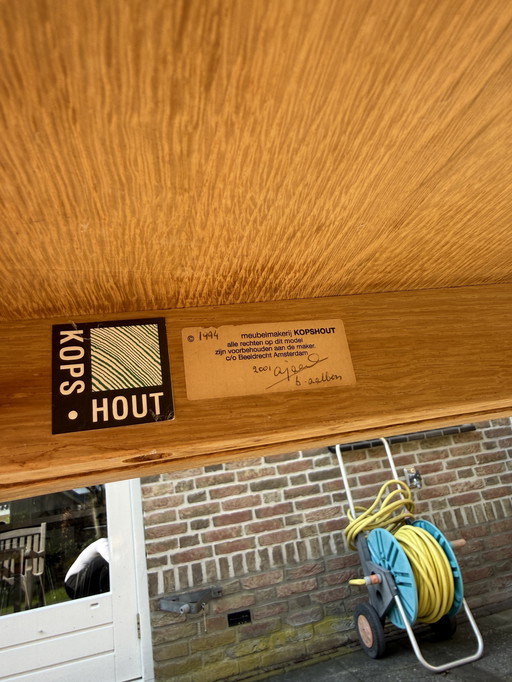 KOPS
• HOUT
© 1994 meubelmakerij KOPSHOUT
alle rechten op dit model
zijn voorbehouden aan de maker.
c/o Beeldrecht Amsterdam
2001